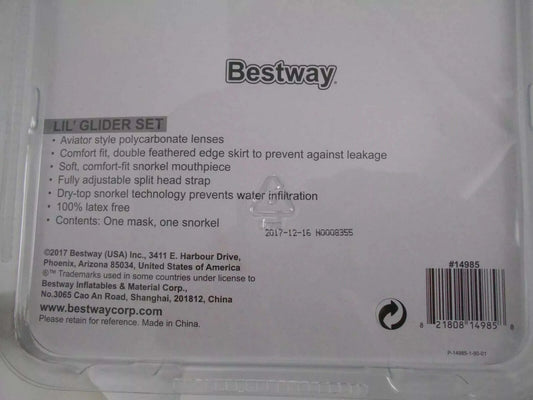 Bestway®
LIL' GLIDER SET
• Aviator style polycarbonate lenses
• Comfort fit, double feathered edge skirt to prevent against leakage
• Soft, comfort-fit snorkel mouthpiece
• Fully adjustable split head strap
• Dry-top snorkel technology prevents water infiltration
• 100% latex free
• Contents: One mask, one snorkel
2017-12-16 N0008355
©2017 Bestway (USA) Inc., 3411 E. Harbour Drive,
Phoenix, Arizona 85034, United States of America
®™ Trademarks used in some countries under license to
Bestway Inflatables & Material Corp.,
No.3065 Cao An Road, Shanghai, 201812, China
www.bestwaycorp.com
Please retain for reference. Made in China.
#14985
8 21808 14985 8
P-14985-1-90-01